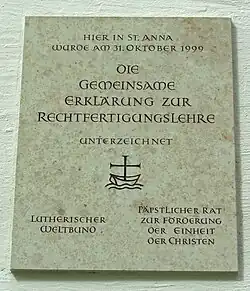 HIER IN ST. ANNA
WURDE AM 31. OKTOBER 1999
DIE
GEMEINSAME
ERKLÄRUNG ZUR
RECHTFERTIGUNGSLEHRE
UNTERZEICHNET
LUTHERISCHER
WELTBUND
PÄPSTLICHER RAT
ZUR FÖRDERUNG
DER EINHEIT
DER CHRISTEN